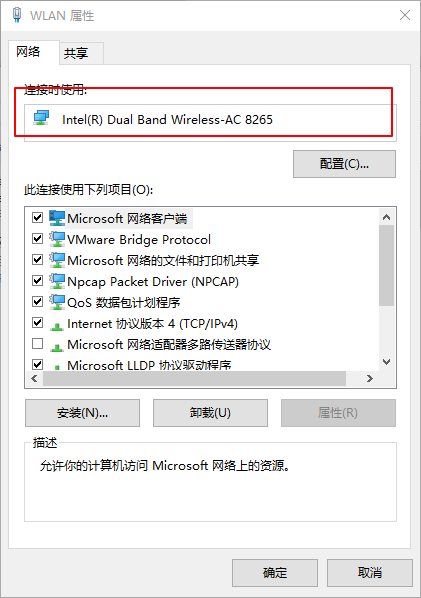 WLAN 属性
网络
共享
连接时使用:
Intel(R) Dual Band Wireless-AC 8265
配置(C)...
此连接使用下列项目(O):
Microsoft 网络客户端
VMware Bridge Protocol
Microsoft 网络的文件和打印机共享
Npcap Packet Driver (NPCAP)
QoS 数据包计划程序
Internet 协议版本 4 (TCP/IPv4)
Microsoft 网络适配器多路传送器协议
Microsoft LLDP 协议驱动程序
安装(N)...
卸载(U)
属性(R)
描述
允许你的计算机访问 Microsoft 网络上的资源。
确定
取消